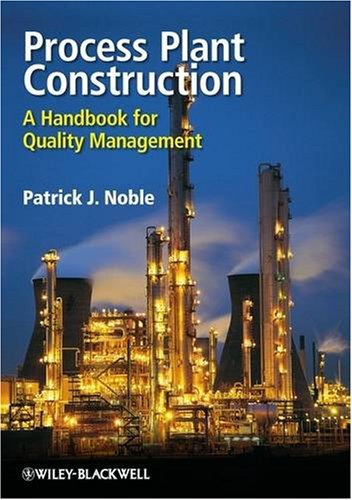 Process Plant
Construction
A Handbook for
Quality Management
Patrick J. Noble
WILEY-BLACKWELL